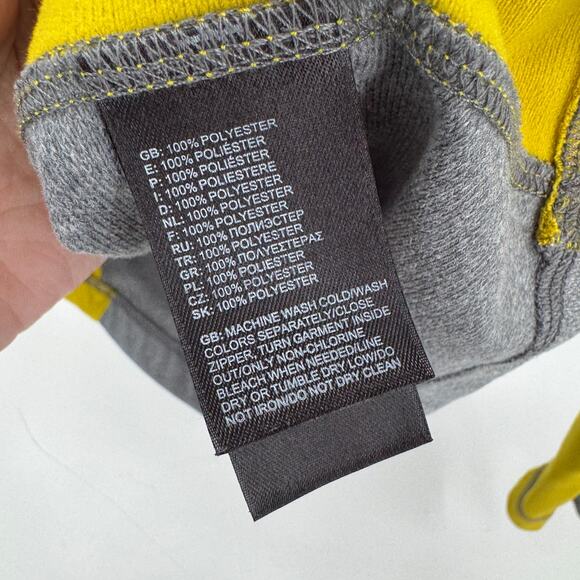 GB: 100% POLYESTER
E: 100% POLIÉSTER
P: 100% POLIÉSTER
I: 100% POLIESTERE
D: 100% POLYESTER
NL: 100% POLYESTER
F: 100% POLYESTER
RU: 100% ПОЛИЭСТЕР
TR: 100% POLYESTER
GR: 100% ΠΟΛΥΕΣΤΕΡΑΣ
PL: 100% POLYESTER
CZ: 100% POLYESTER
SK: 100% POLYESTER
GB: MACHINE WASH COLD/WASH
COLORS SEPARATELY/CLOSE
ZIPPER, TURN GARMENT INSIDE
OUT/ONLY NON-CHLORINE
BLEACH WHEN NEEDED/LINE
DRY OR TUMBLE DRY LOW/DO
NOT IRON/DO NOT DRY CLEAN